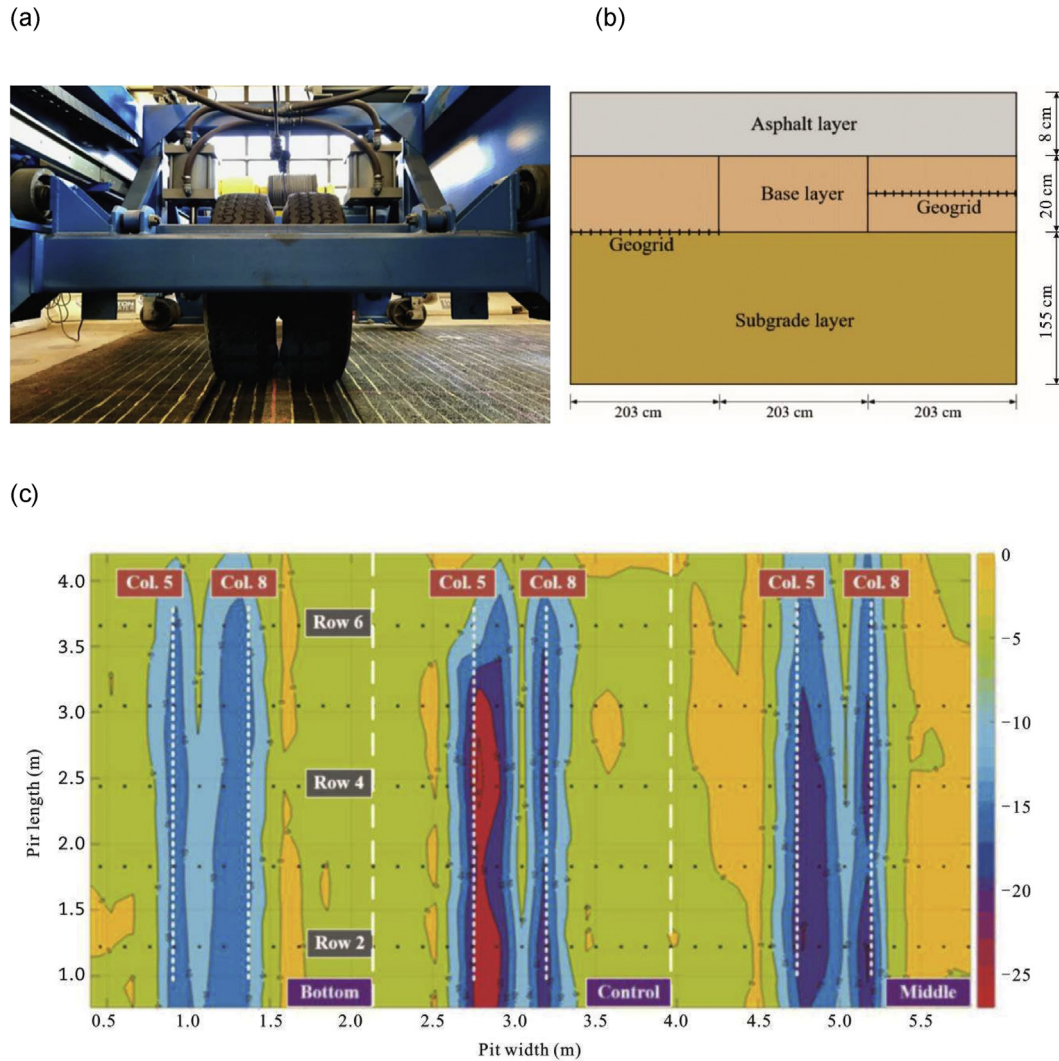 (a)
(b)
Asphalt layer
8 cm
Base layer
20 cm
Geogrid
Geogrid
Subgrade layer
155 cm
203 cm
203 cm
203 cm
(c)
Pir length (m)
4.0
3.5
3.0
2.5
2.0
1.5
1.0
Col. 5
Col. 8
Col. 5
Col. 8
Col. 5
Col. 8
Row 6
Row 4
Row 2
Bottom
Control
Middle
0
−5
−10
−15
−20
−25
0.5 1.0 1.5 2.0 2.5 3.0 3.5 4.0 4.5 5.0 5.5
Pit width (m)